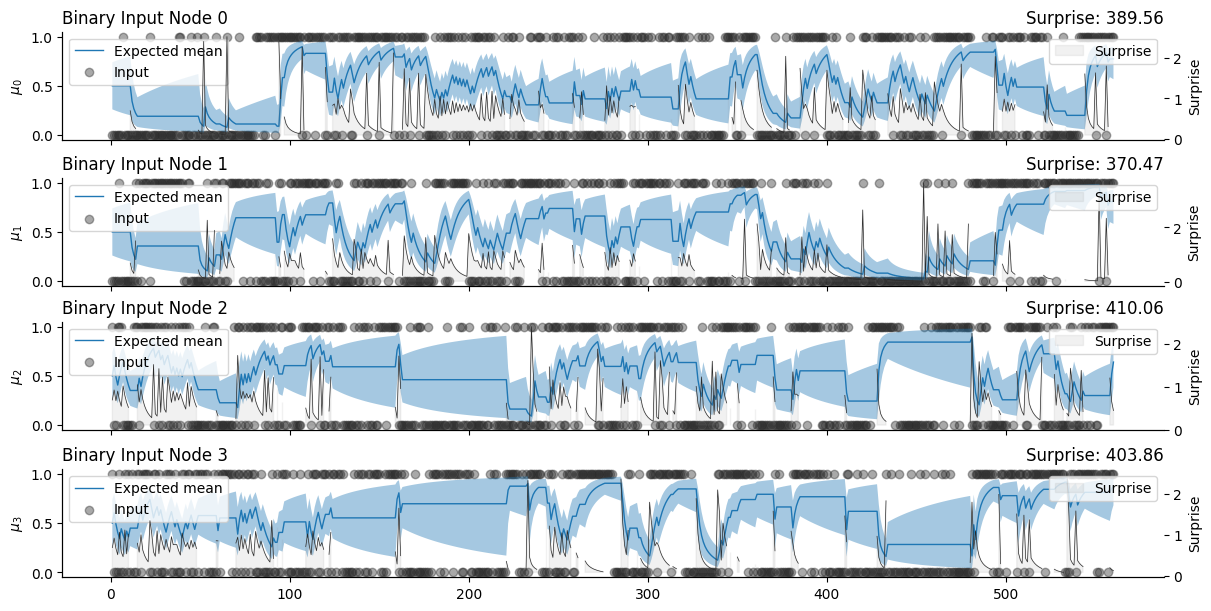 Binary Input Node 0
Surprise: 389.56
1.0
0.5
0.0
μ0
Expected mean
Input
Surprise
2
1
0
Surprise
Binary Input Node 1
Surprise: 370.47
1.0
0.5
0.0
μ1
Expected mean
Input
Surprise
2
0
Surprise
Binary Input Node 2
Surprise: 410.06
1.0
0.5
0.0
μ2
Expected mean
Input
Surprise
2
1
0
Surprise
Binary Input Node 3
Surprise: 403.86
1.0
0.5
0.0
μ3
Expected mean
Input
Surprise
2
1
0
Surprise
0 100 200 300 400 500